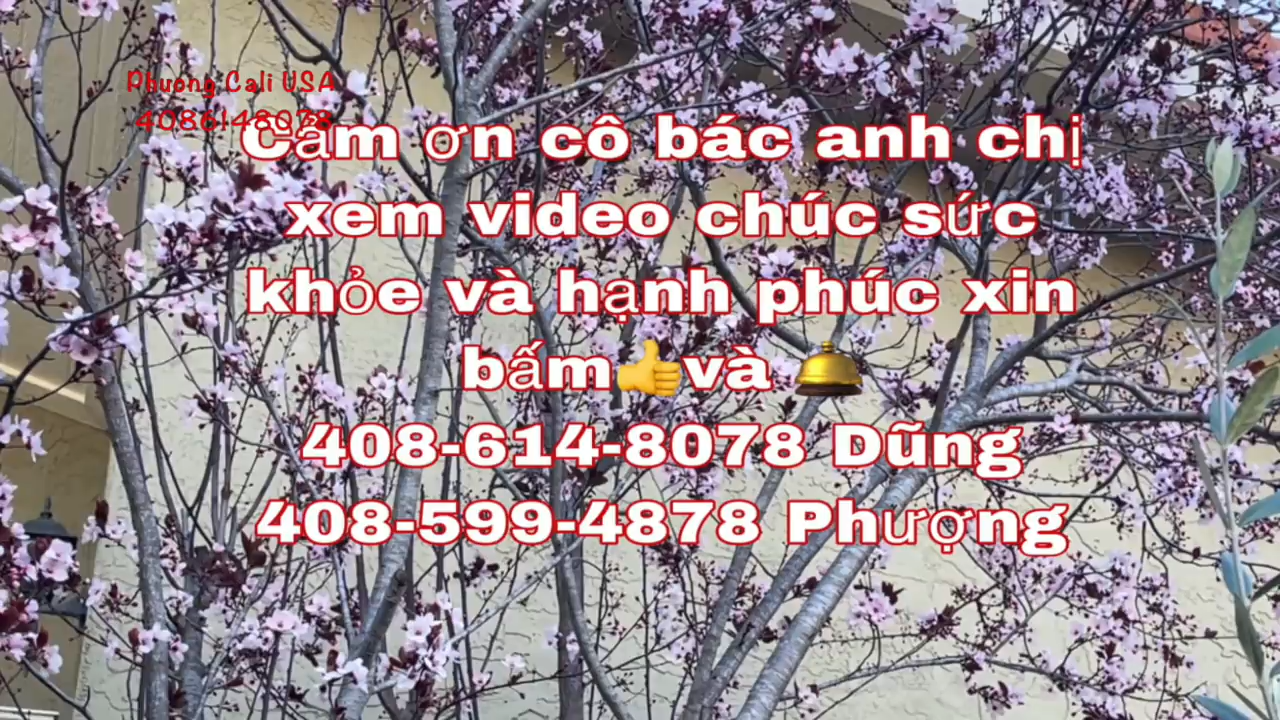 Phuong Cali USA
4086148078
Cảm ơn cô bác anh chị
xem video chúc sức
khỏe và hạnh phúc xin
bấm👍và 🛎️
408-614-8078 Dũng
408-599-4878 Phượng